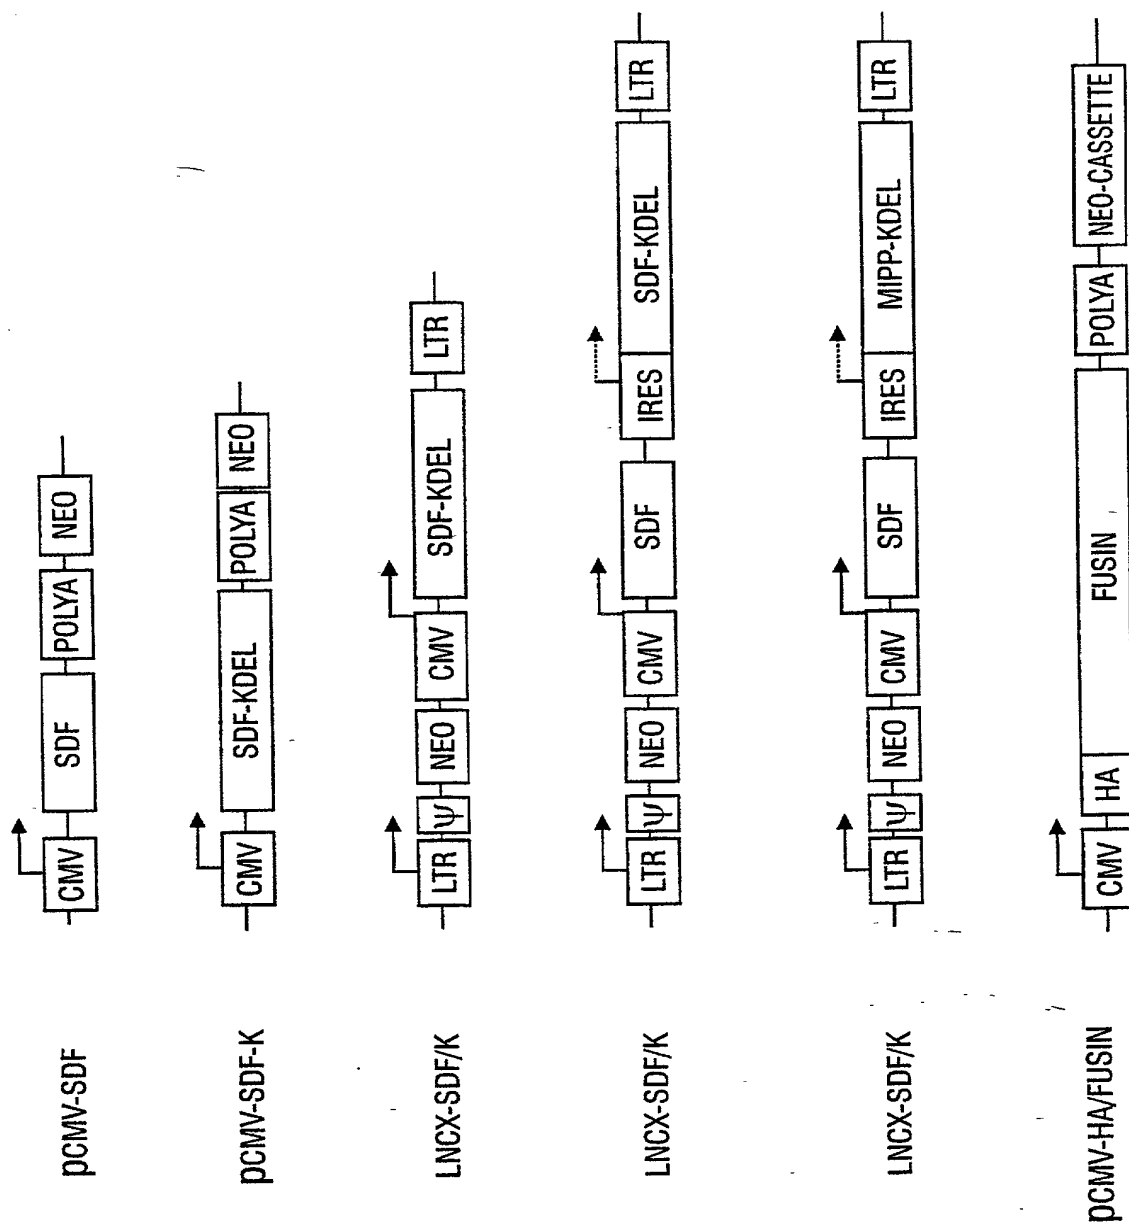 pCMV-SDF
CMV SDF POLYA NEO
pCMV-SDF-K
CMV SDF-KDEL POLYA NEO
LNCX-SDF/K
LTR Ψ NEO CMV SDF-KDEL LTR
LNCX-SDF/K
LTR Ψ NEO CMV SDF IRES SDF-KDEL LTR
LNCX-SDF/K
LTR Ψ NEO CMV SDF IRES MIPP-KDEL LTR
pCMV-HA/FUSIN
CMV HA FUSIN POLYA NEO-CASSETTE